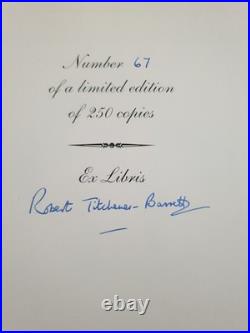 Number 67
of a limited edition
of 250 copies
Ex Libris
Robert Titchener-Barrett